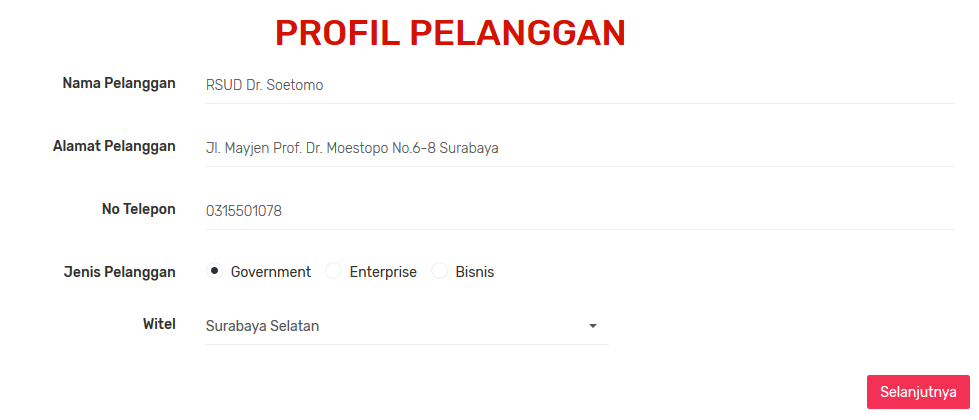 PROFIL PELANGGAN
Nama Pelanggan RSUD Dr. Soetomo
Alamat Pelanggan Jl. Mayjen Prof. Dr. Moestopo No.6-8 Surabaya
No Telepon 0315501078
Jenis Pelanggan Government Enterprise Bisnis
Witel Surabaya Selatan
Selanjutnya